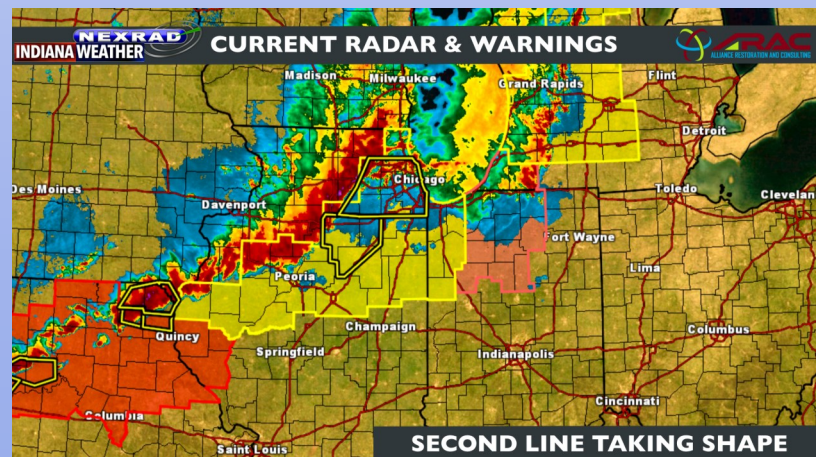 NEXRAD
INDIANA WEATHER
CURRENT RADAR & WARNINGS
ARAC
ALLIANCE RESTORATION AND CONSULTING
Madison
Milwaukee
Grand Rapids
Flint
Detroit
Chicago
Des Moines
Davenport
Toledo
Clevelan
Fort Wayne
Peoria
Lima
Quincy
Champaign
Columbus
Springfield
Indianapolis
Columbia
Cincinnati
Saint Louis
SECOND LINE TAKING SHAPE